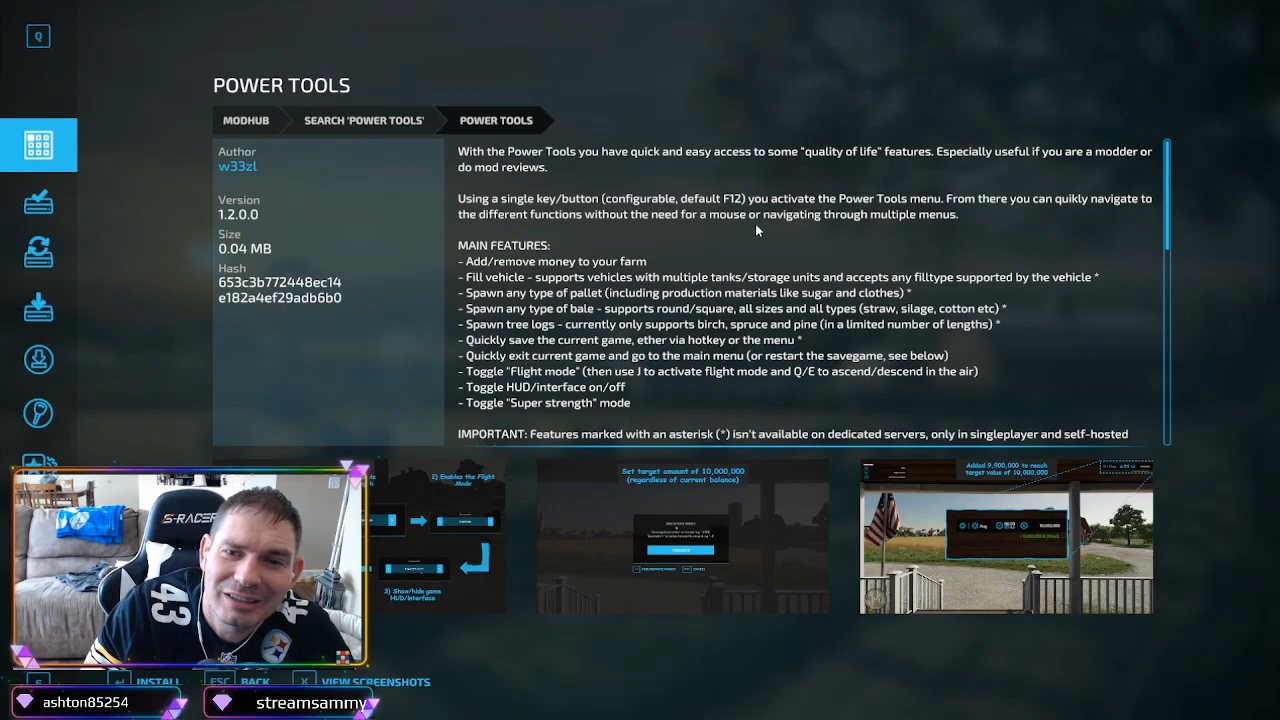 Q
POWER TOOLS
MODHUB
SEARCH 'POWER TOOLS'
POWER TOOLS
Author
w33zl
Version
1.2.0.0
Size
0.04 MB
Hash
653c3b772448ec14
e182a4ef29adb6b0
With the Power Tools you have quick and easy access to some "quality of life" features. Especially useful if you are a modder or
do mod reviews.
Using a single key/button (configurable, default F12) you activate the Power Tools menu. From there you can quikly navigate to
the different functions without the need for a mouse or navigating through multiple menus.
MAIN FEATURES:
- Add/remove money to your farm
- Fill vehicle - supports vehicles with multiple tanks/storage units and accepts any filltype supported by the vehicle *
- Spawn any type of pallet (including production materials like sugar and clothes) *
- Spawn any type of bale - supports round/square, all sizes and all types (straw, silage, cotton etc) *
- Spawn tree logs - currently only supports birch, spruce and pine (in a limited number of lengths) *
- Quickly save the current game, ether via hotkey or the menu *
- Quickly exit current game and go to the main menu (or restart the savegame, see below)
- Toggle "Flight mode" (then use J to activate flight mode and Q/E to ascend/descend in the air)
- Toggle HUD/interface on/off
- Toggle "Super strength" mode
IMPORTANT: Features marked with an asterisk (*) isn't available on dedicated servers, only in singleplayer and self-hosted
2) Enables the Flight
Mode
3) Show/hide game
HUD/interface
Set target amount of 10,000,000
(regardless of current balance)
Added 9,900,000 to reach
target value of 10,000,000
Aug
10,000,000
S-RACER
43
INSTALL
ESC
BACK
X
VIEW SCREENSHOTS
ashton85254
streamsammy